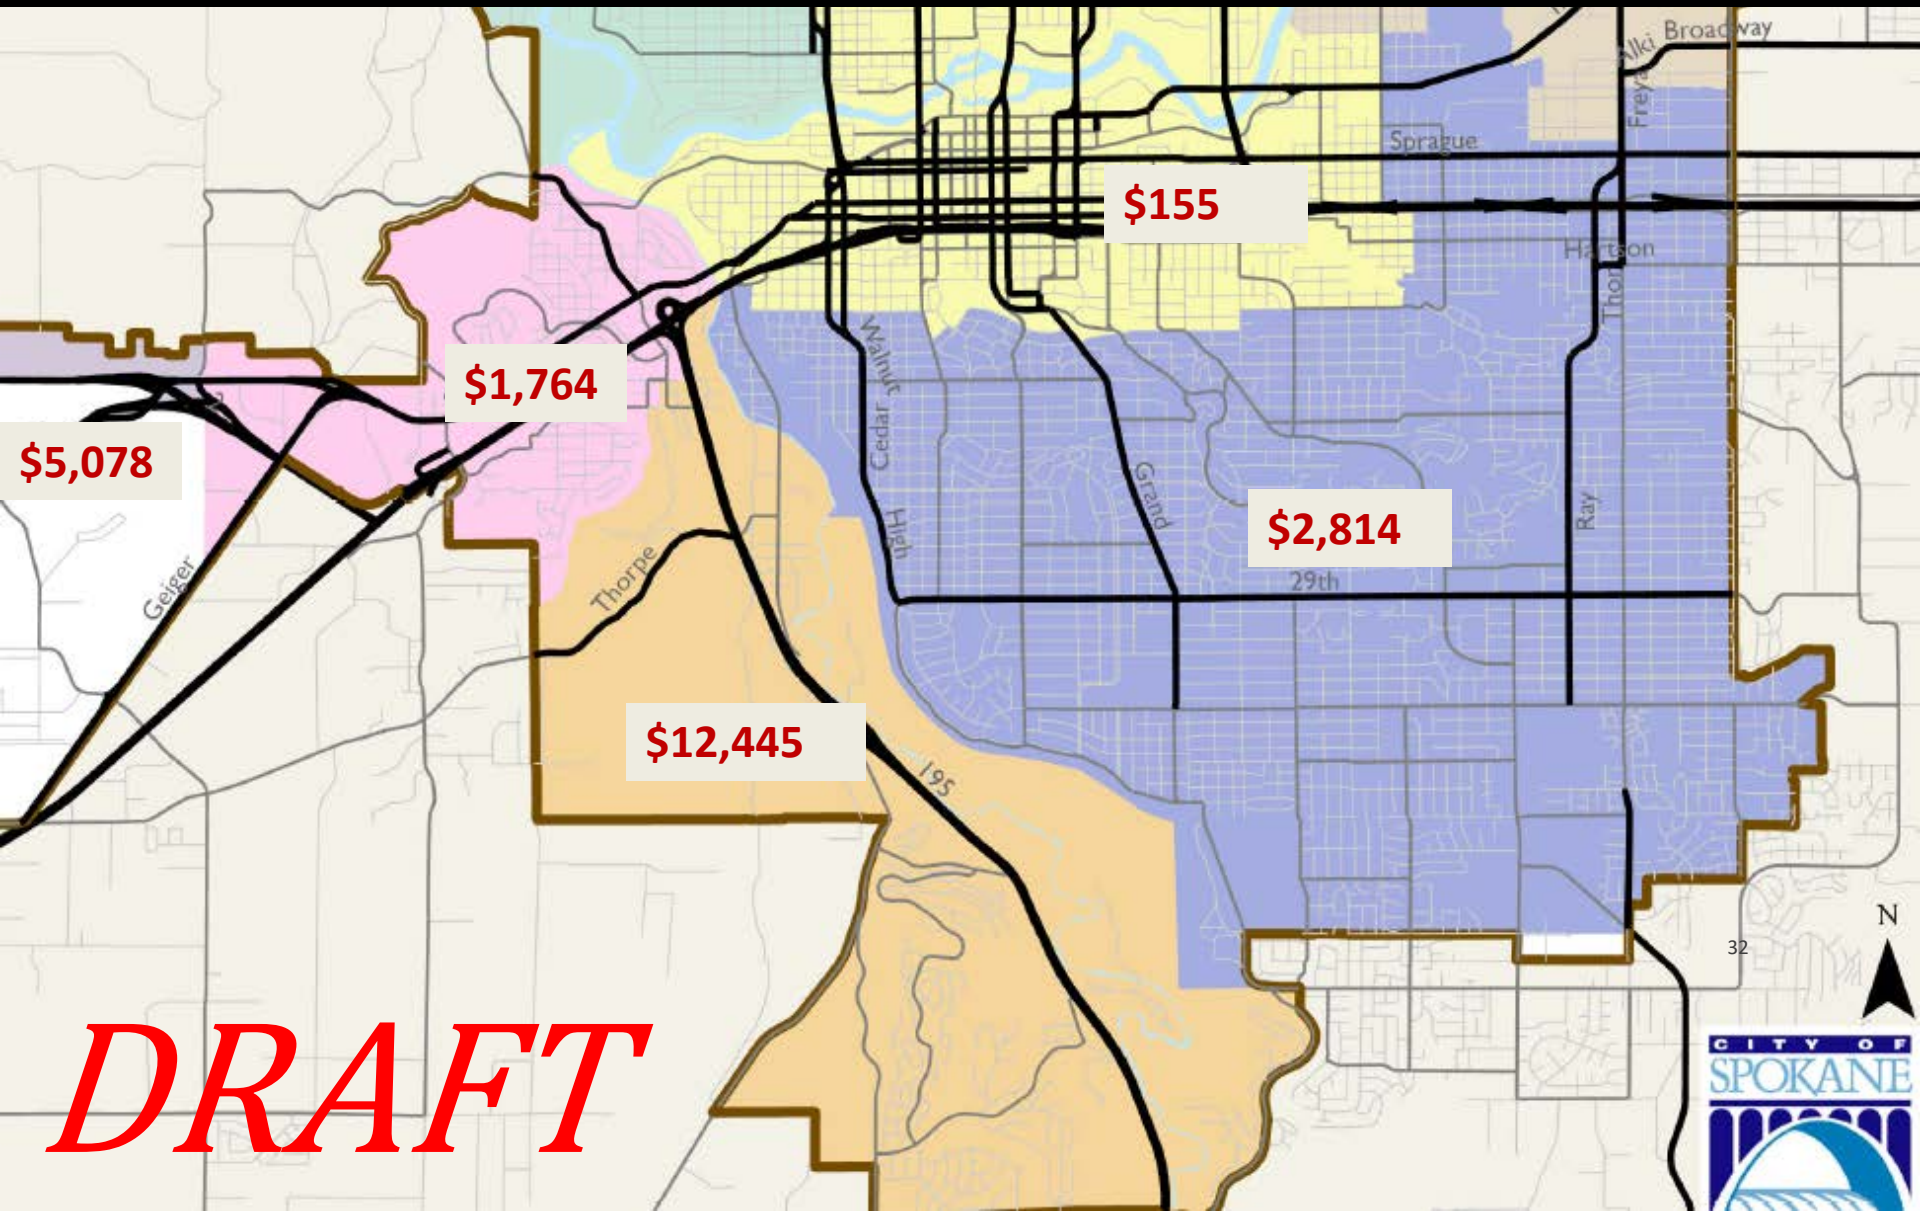 Broadway
Alki
Freya
Sprague
$155
Hartson
Thor
Walnut
$1,764
Cedar
$5,078
Grand
Ray
High
$2,814
Thorpe
29th
Geiger
$12,445
195
N
32
DRAFT
CITY OF
SPOKANE